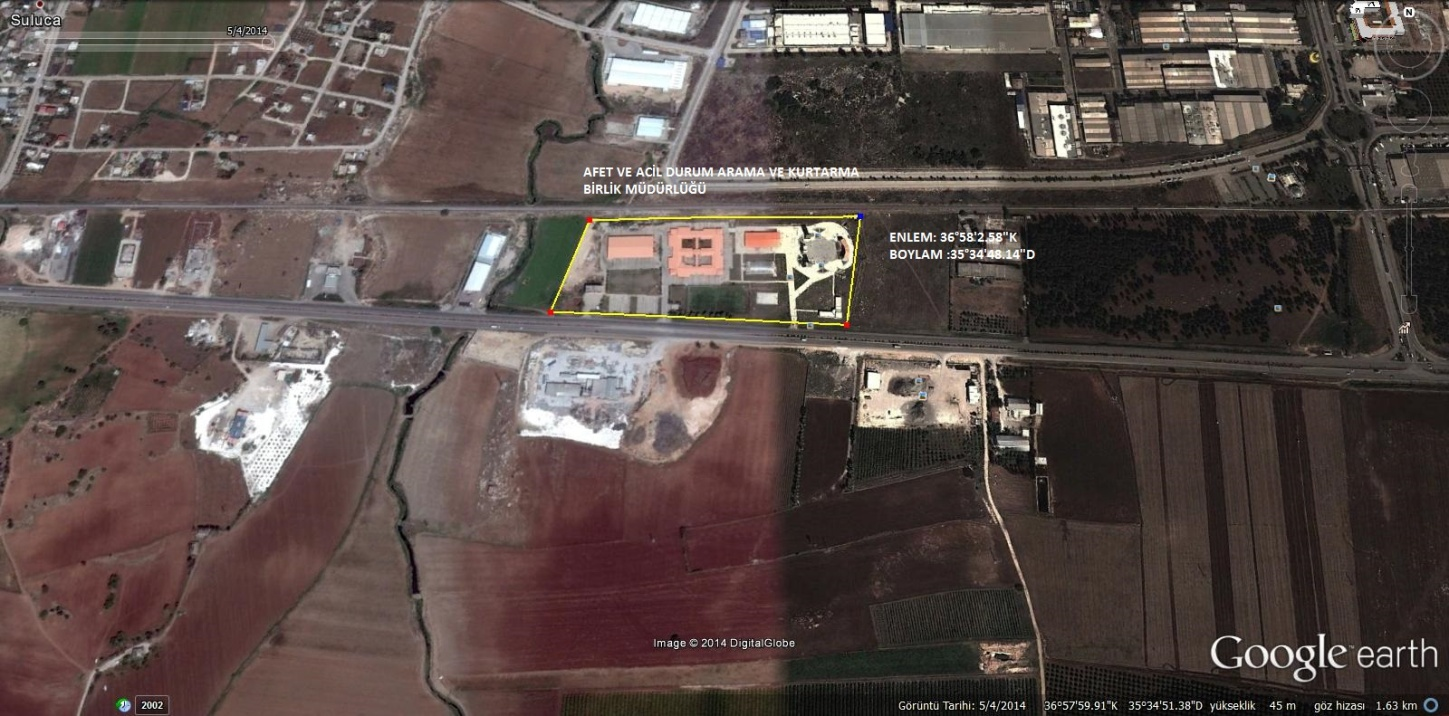 Suluca
5/4/2014
N
AFET VE ACİL DURUM ARAMA VE KURTARMA
BİRLİK MÜDÜRLÜĞÜ
ENLEM: 36°58'2.58"K
BOYLAM :35°34'48.14"D
Image © 2014 DigitalGlobe
Google earth
2002
Görüntü Tarihi: 5/4/2014 36°57'59.91"K 35°34'51.38"D yükseklik 45 m göz hizası 1.63 km